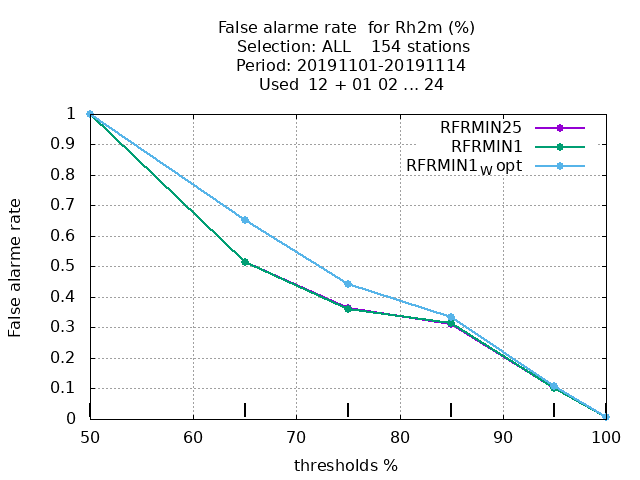 False alarme rate for Rh2m (%)
Selection: ALL 154 stations
Period: 20191101-20191114
Used 12 + 01 02 ... 24
RFRMIN25
RFRMIN1
RFRMIN1w opt
False alarme rate
1
0.9
0.8
0.7
0.6
0.5
0.4
0.3
0.2
0.1
0
50 60 70 80 90 100
thresholds %